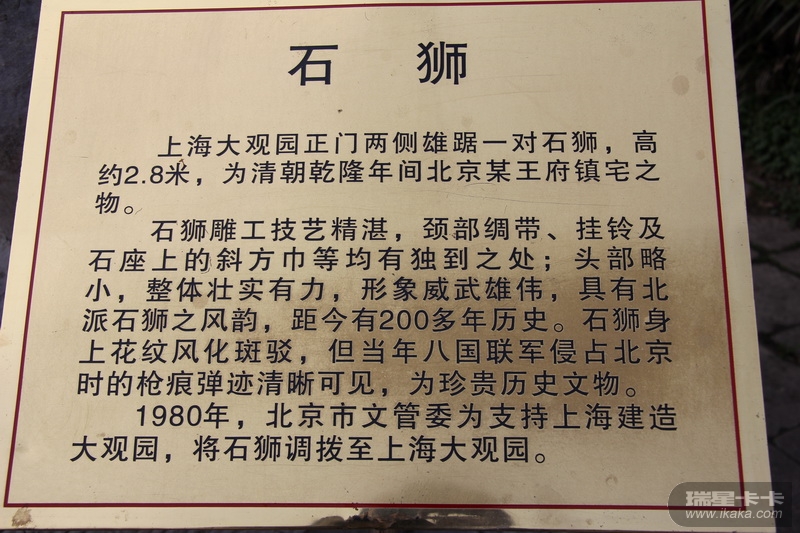 石 狮
上海大观园正门两侧雄踞一对石狮，高
约2.8米，为清朝乾隆年间北京某王府镇宅之
物。
石狮雕工技艺精湛，颈部绸带、挂铃及
石座上的斜方巾等均有独到之处；头部略
小，整体壮实有力，形象威武雄伟，具有北
派石狮之风韵，距今有200多年历史。石狮身
上花纹风化斑驳，但当年八国联军侵占北京
时的枪痕弹迹清晰可见，为珍贵历史文物。
1980年，北京市文管委为支持上海建造
大观园，将石狮调拨至上海大观园。
瑞星卡卡
www.ikaka.com